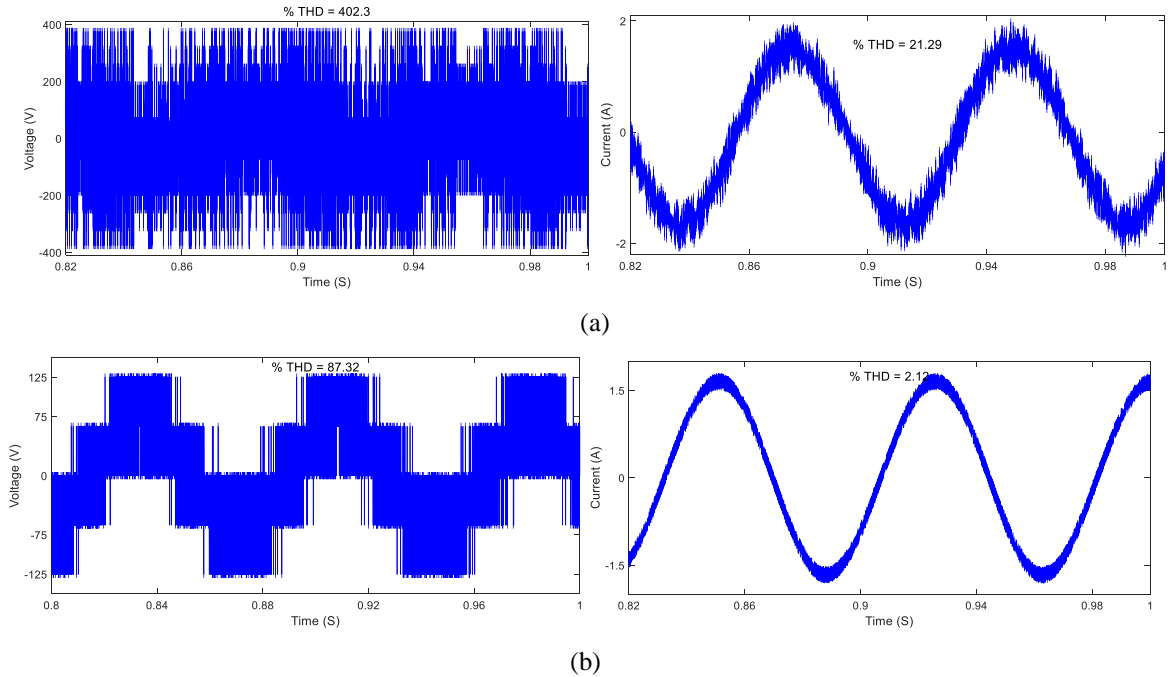 % THD = 402.3
400
200
0
-200
-400
Voltage (V)
0.82
0.86
0.9
0.94
0.98
1
Time (S)
% THD = 21.29
2
0
-2
Current (A)
0.82
0.86
0.9
0.94
0.98
1
Time (S)
(a)
% THD = 87.32
125
75
0
-75
-125
Voltage (V)
0.8
0.84
0.88
0.92
0.96
1
Time (S)
% THD = 2.12
1.5
0
-1.5
Current (A)
0.82
0.86
0.9
0.94
0.98
1
Time (S)
(b)